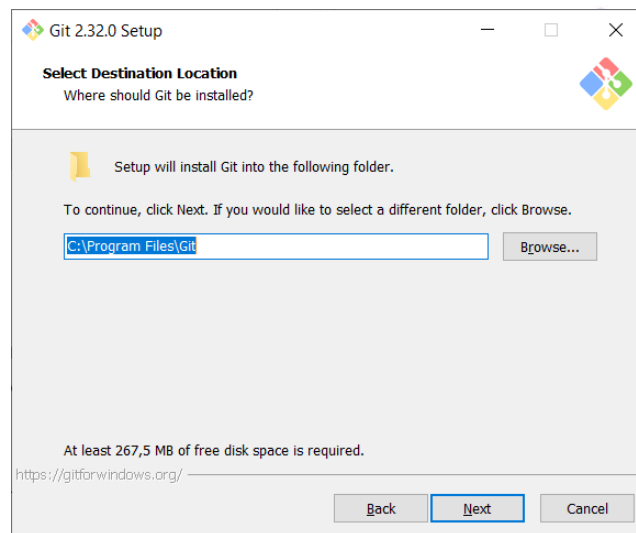 Git 2.32.0 Setup
Select Destination Location
Where should Git be installed?
Setup will install Git into the following folder.
To continue, click Next. If you would like to select a different folder, click Browse.
C:\Program Files\Git
Browse...
At least 267,5 MB of free disk space is required.
https://gitforwindows.org/
Back Next Cancel